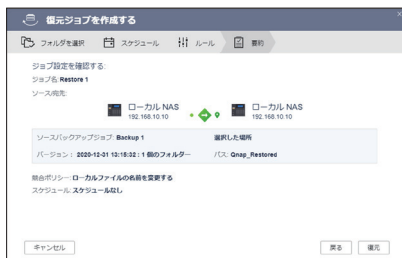 復元ジョブを作成する
フォルダを選択 スケジュール ルール 要約
ジョブ設定を確認する:
ジョブ名: Restore 1
ソース/宛先:
ローカル NAS ローカル NAS
192.168.10.10 192.168.10.10
ソースバックアップジョブ: Backup 1 選択した場所
バージョン: 2020-12-31 13:15:32 : 1 個のフォルダー パス: Qnap_Restored
競合ポリシー: ローカルファイルの名前を変更する
スケジュール: スケジュールなし
キャンセル 戻る 復元